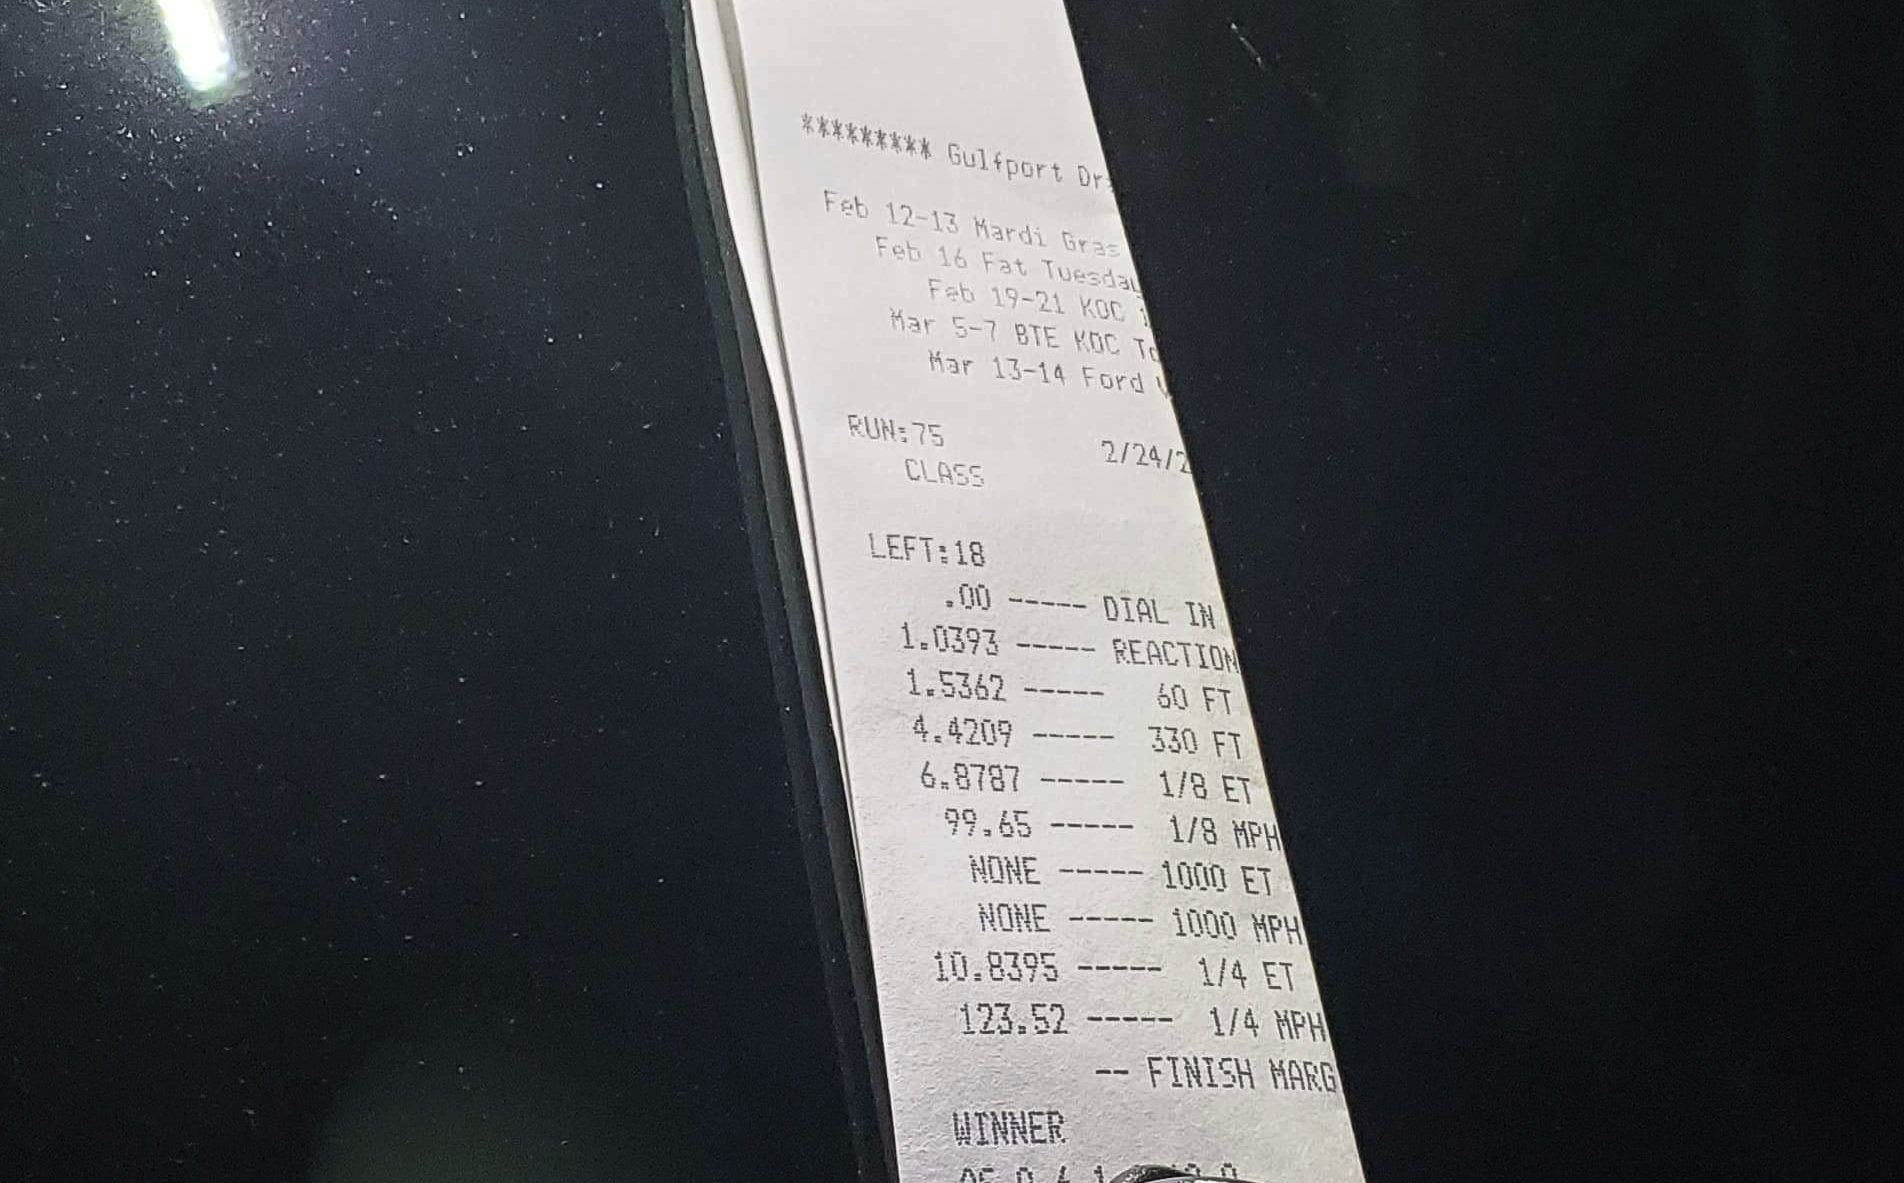 ********* Gulfport
Feb 12-13 Mardi Gras
Feb 16 Fat Tuesday
Feb 19-21 KOC
Mar 5-7 BTE KOC
Mar 13-14 Ford
RUN:75 2/24/2
CLASS
LEFT:18
.00 ----- DIAL IN
1.0393 ----- REACTION
1.5362 ----- 60 FT
4.4209 ----- 330 FT
6.8787 ----- 1/8 ET
99.65 ----- 1/8 MPH
NONE ----- 1000 ET
NONE ----- 1000 MPH
10.8395 ----- 1/4 ET
123.52 ----- 1/4 MPH
-- FINISH MARG
WINNER